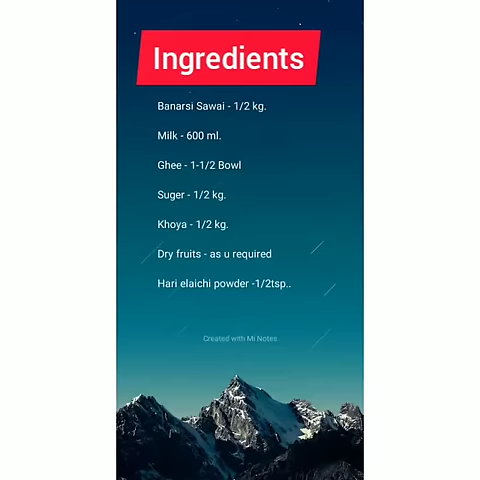 Ingredients
Banarsi Sawai - 1/2 kg.
Milk - 600 ml.
Ghee - 1-1/2 Bowl
Suger - 1/2 kg.
Khoya - 1/2 kg.
Dry fruits - as u required
Hari elaichi powder -1/2tsp..
Created with Mi Notes